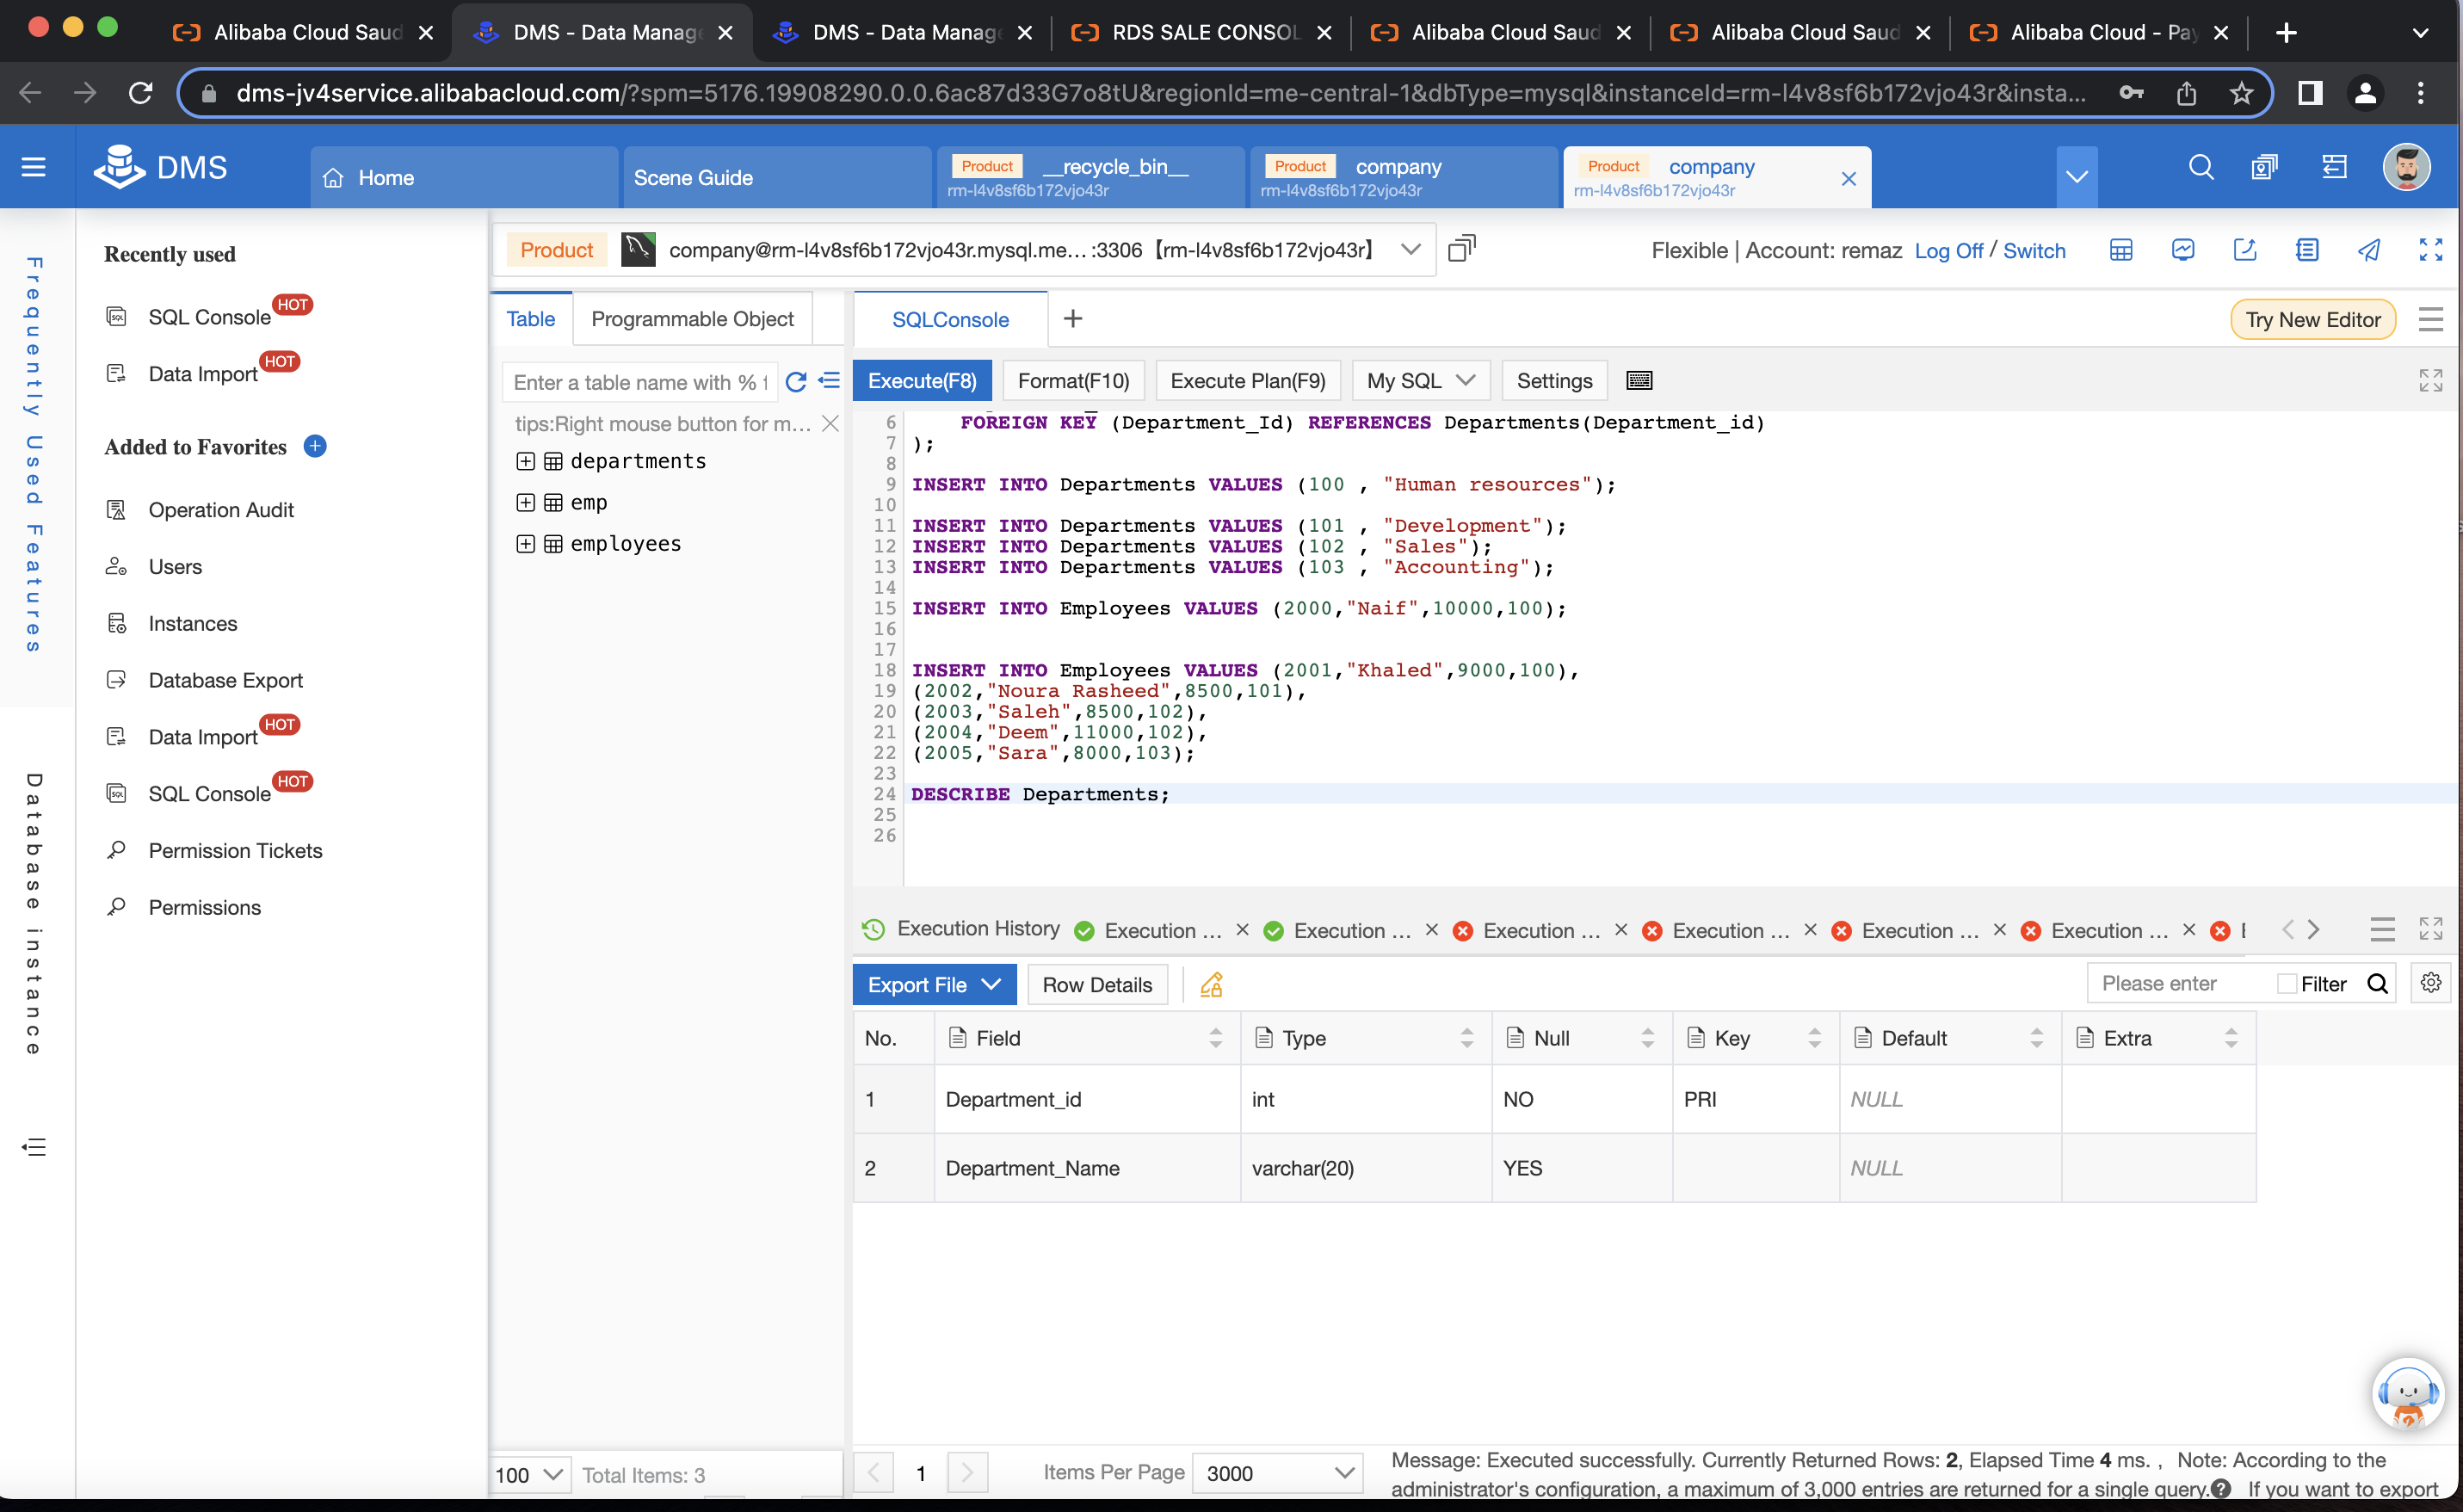 Alibaba Cloud Saud
DMS - Data Manage
DMS - Data Manag
RDS SALE CONSOL
Alibaba Cloud Saud
Alibaba Cloud Saud
Alibaba Cloud - Pay
dms-jv4service.alibabacloud.com/?spm=5176.19908290.0.0.6ac87d33G7o8tU&regionId=me-central-1&dbType=mysql&instanceId=rm-l4v8sf6b172vjo43r&insta...
DMS
Home
Scene Guide
Product __recycle_bin__
rm-l4v8sf6b172vjo43r
Product company
rm-l4v8sf6b172vjo43r
Product company
rm-l4v8sf6b172vjo43r
Frequently Used Features
Database instance
Recently used
SQL Console HOT
Data Import HOT
Added to Favorites
Operation Audit
Users
Instances
Database Export
Data Import HOT
SQL Console HOT
Permission Tickets
Permissions
Product company@rm-l4v8sf6b172vjo43r.mysql.me... :3306【rm-l4v8sf6b172vjo43r】
Flexible | Account: remaz Log Off / Switch
Table
Programmable Object
Enter a table name with %
tips:Right mouse button for m...
departments
emp
employees
100 Total Items: 3
SQLConsole
Try New Editor
Execute(F8)
Format(F10)
Execute Plan(F9)
My SQL
Settings
6 FOREIGN KEY (Department_Id) REFERENCES Departments(Department_id)
7 );
8
9 INSERT INTO Departments VALUES (100 , "Human resources");
10
11 INSERT INTO Departments VALUES (101 , "Development");
12 INSERT INTO Departments VALUES (102 , "Sales");
13 INSERT INTO Departments VALUES (103 , "Accounting");
14
15 INSERT INTO Employees VALUES (2000,"Naif",10000,100);
16
17
18 INSERT INTO Employees VALUES (2001,"Khaled",9000,100),
19 (2002,"Noura Rasheed",8500,101),
20 (2003,"Saleh",8500,102),
21 (2004,"Deem",11000,102),
22 (2005,"Sara",8000,103);
23
24 DESCRIBE Departments;
25
26
Execution History Execution ... Execution ... Execution ... Execution ... Execution ... Execution ...
Export File
Row Details
Please enter
Filter
No. Field Type Null Key Default Extra
1 Department_id int NO PRI NULL
2 Department_Name varchar(20) YES NULL
1 Items Per Page 3000
Message: Executed successfully. Currently Returned Rows: 2, Elapsed Time 4 ms. , Note: According to the
administrator's configuration, a maximum of 3,000 entries are returned for a single query. If you want to export